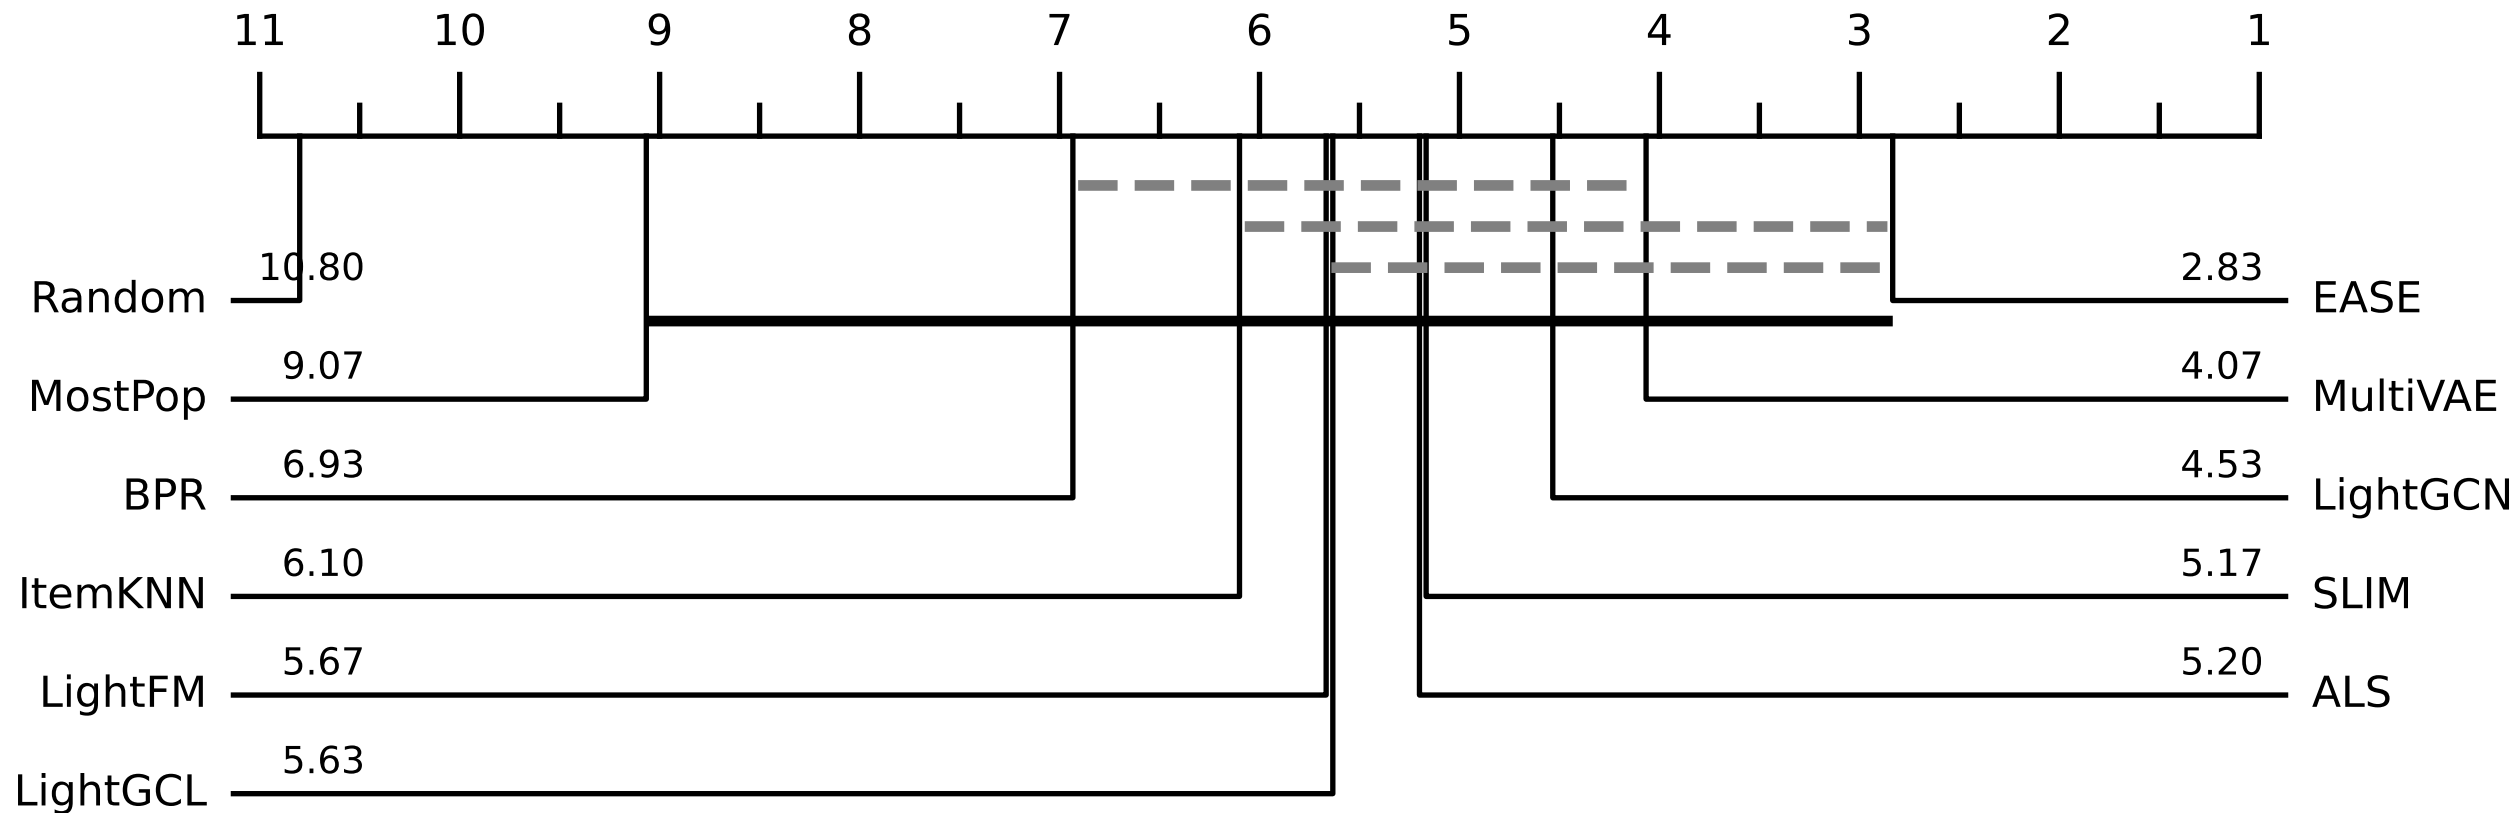 11 10 9 8 7 6 5 4 3 2 1
10.80 2.83
Random EASE
9.07 4.07
MostPop MultiVAE
6.93 4.53
BPR LightGCN
6.10 5.17
ItemKNN SLIM
5.67 5.20
LightFM ALS
5.63
LightGCL